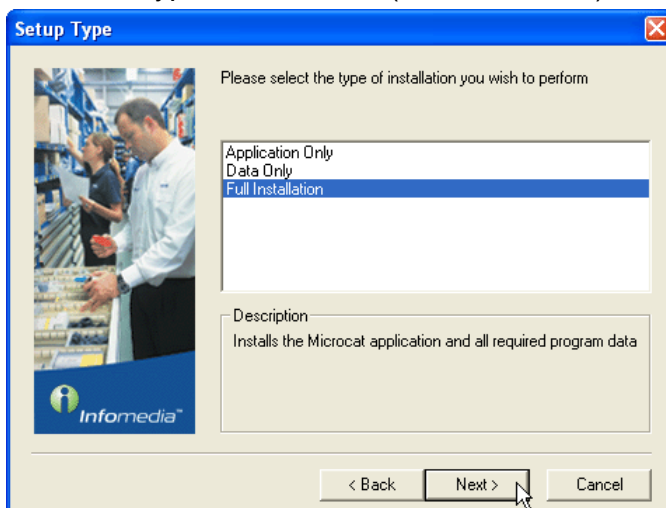 Setup Type
Please select the type of installation you wish to perform
Application Only
Data Only
Full Installation
Description
Installs the Microcat application and all required program data
Infomedia™
< Back
Next >
Cancel